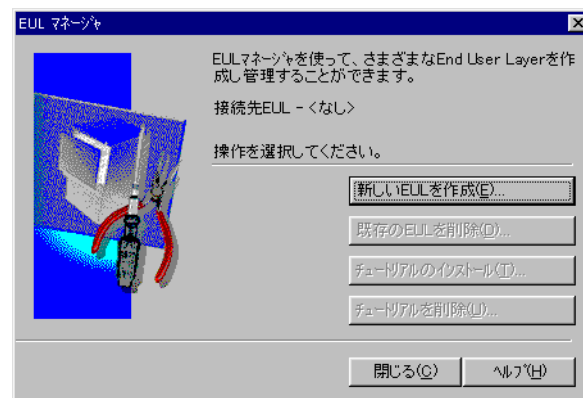 EUL ﾏﾈｰｼﾞｬ
EULﾏﾈｰｼﾞｬを使って、さまざまなEnd User Layerを作
成し管理することができます。
接続先EUL - <なし>
操作を選択してください。
新しいEULを作成(E)...
既存のEULを削除(D)...
ﾁｭｰﾄﾘｱﾙのｲﾝｽﾄｰﾙ(T)...
ﾁｭｰﾄﾘｱﾙを削除(U)...
閉じる(C)
ﾍﾙﾌﾟ(H)